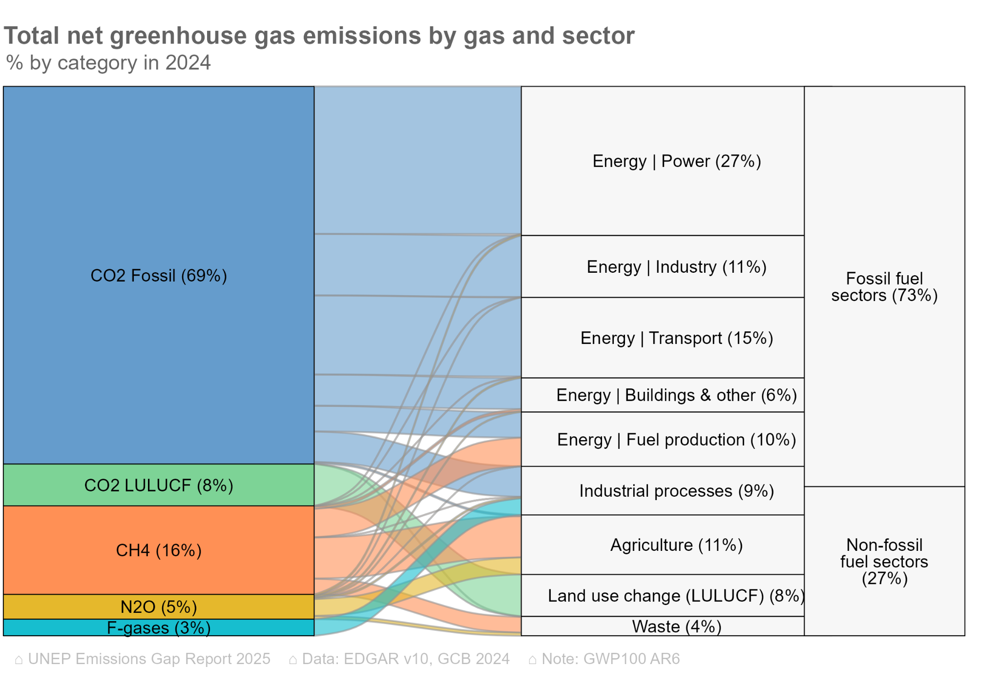 Total net greenhouse gas emissions by gas and sector
% by category in 2024
CO2 Fossil (69%)
CO2 LULUCF (8%)
CH4 (16%)
N2O (5%)
F-gases (3%)
Energy | Power (27%)
Energy | Industry (11%)
Energy | Transport (15%)
Energy | Buildings & other (6%)
Energy | Fuel production (10%)
Industrial processes (9%)
Agriculture (11%)
Land use change (LULUCF) (8%)
Waste (4%)
Fossil fuel
sectors (73%)
Non-fossil
fuel sectors
(27%)
⌂ UNEP Emissions Gap Report 2025 ⌂ Data: EDGAR v10, GCB 2024 ⌂ Note: GWP100 AR6